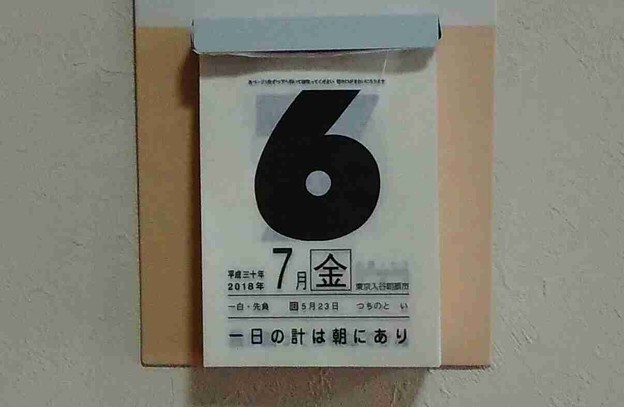 6
平成三十年
2018年
7月
金
東京入谷朝顔市
一白・先負 旧5月23日 つちのと い
一日の計は朝にあり